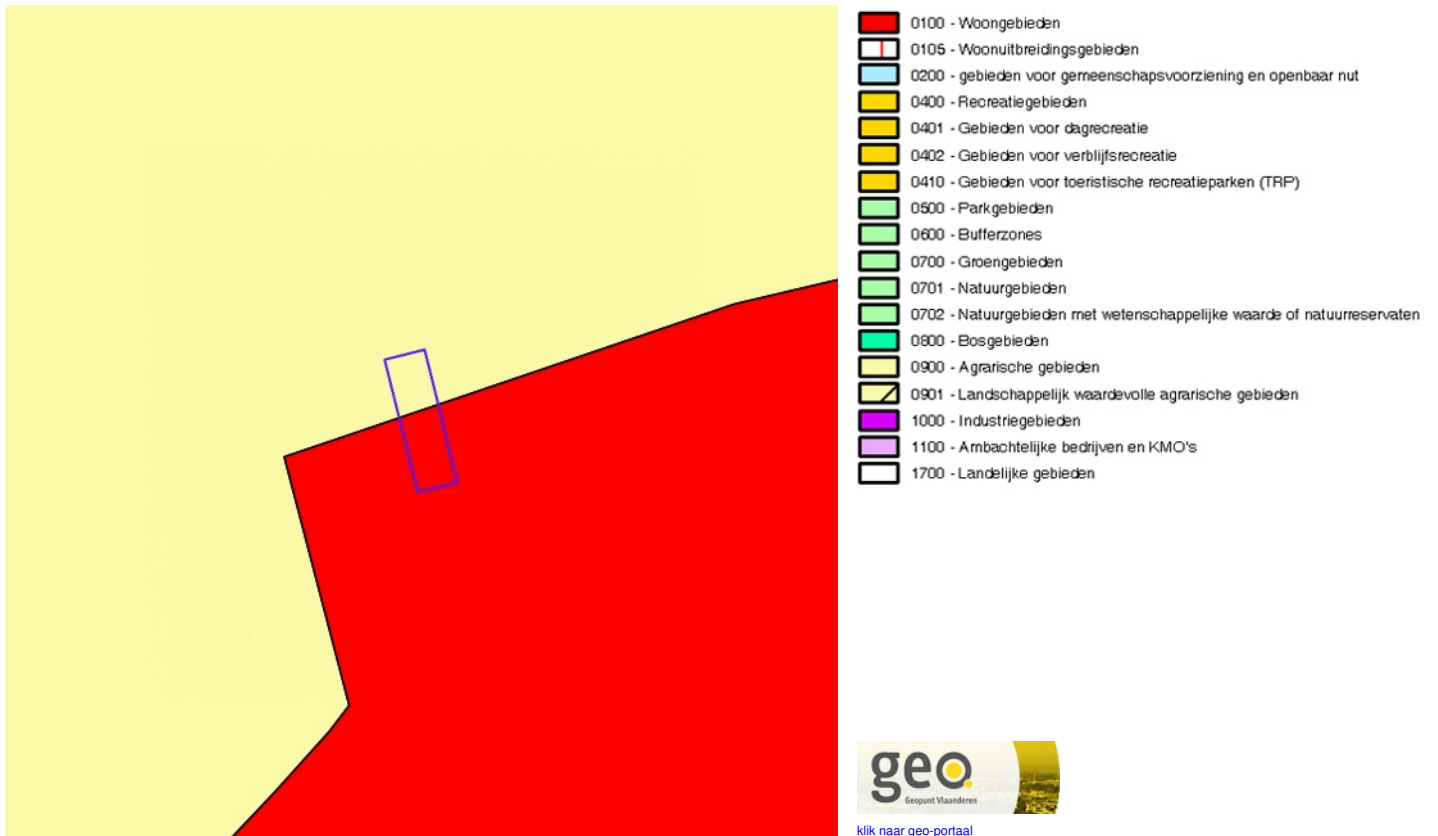 0100 - Woongebieden
0105 - Woonuitbreidingsgebieden
0200 - gebieden voor gemeenschapsvoorziening en openbaar nut
0400 - Recreatiegebieden
0401 - Gebieden voor dagrecreatie
0402 - Gebieden voor verblijfsrecreatie
0410 - Gebieden voor toeristische recreatieparken (TRP)
0500 - Parkgebieden
0600 - Bufferzones
0700 - Groengebieden
0701 - Natuurgebieden
0702 - Natuurgebieden met wetenschappelijke waarde of natuurreservaten
0800 - Bosgebieden
0900 - Agrarische gebieden
0901 - Landschappelijk waardevolle agrarische gebieden
1000 - Industriegebieden
1100 - Ambachtelijke bedrijven en KMO's
1700 - Landelijke gebieden
geo.
Geopunt Vlaanderen
klik naar geo-portaal